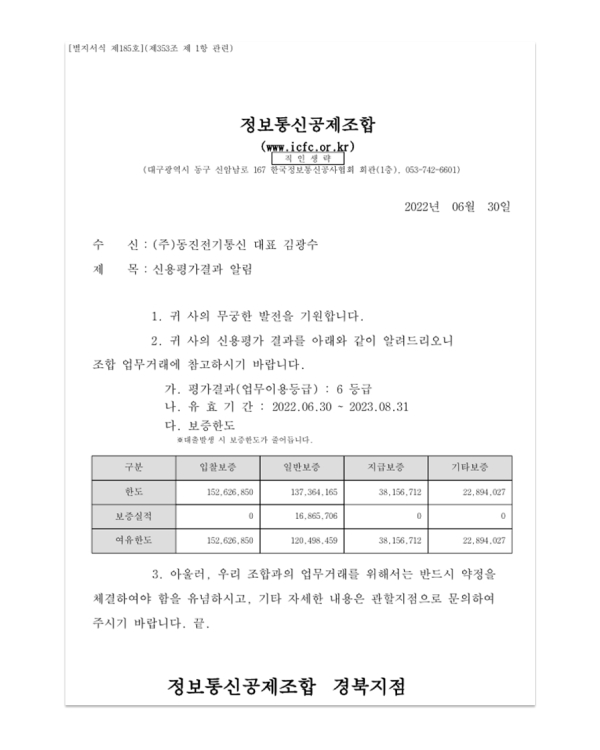 [별지서식 제185호](제353조 제 1항 관련)
정보통신공제조합
(www.icfc.or.kr)
직 인 생 략
(대구광역시 동구 신암남로 167 한국정보통신공사협회 회관(1층), 053-742-6601)
2022년 06월 30일
수 신 : (주)동진전기통신 대표 김광수
제 목 : 신용평가결과 알림
1. 귀 사의 무궁한 발전을 기원합니다.
2. 귀 사의 신용평가 결과를 아래와 같이 알려드리오니
조합 업무거래에 참고하시기 바랍니다.
가. 평가결과(업무이용등급) : 6 등급
나. 유 효 기 간 : 2022.06.30 ~ 2023.08.31
다. 보증한도
※대출발생 시 보증한도가 줄어듭니다.
구분 입찰보증 일반보증 지급보증 기타보증
한도 152,626,850 137,364,165 38,156,712 22,894,027
보증실적 0 16,865,706 0 0
여유한도 152,626,850 120,498,459 38,156,712 22,894,027
3. 아울러, 우리 조합과의 업무거래를 위해서는 반드시 약정을
체결하여야 함을 유념하시고, 기타 자세한 내용은 관할지점으로 문의하여
주시기 바랍니다. 끝.
정보통신공제조합 경북지점